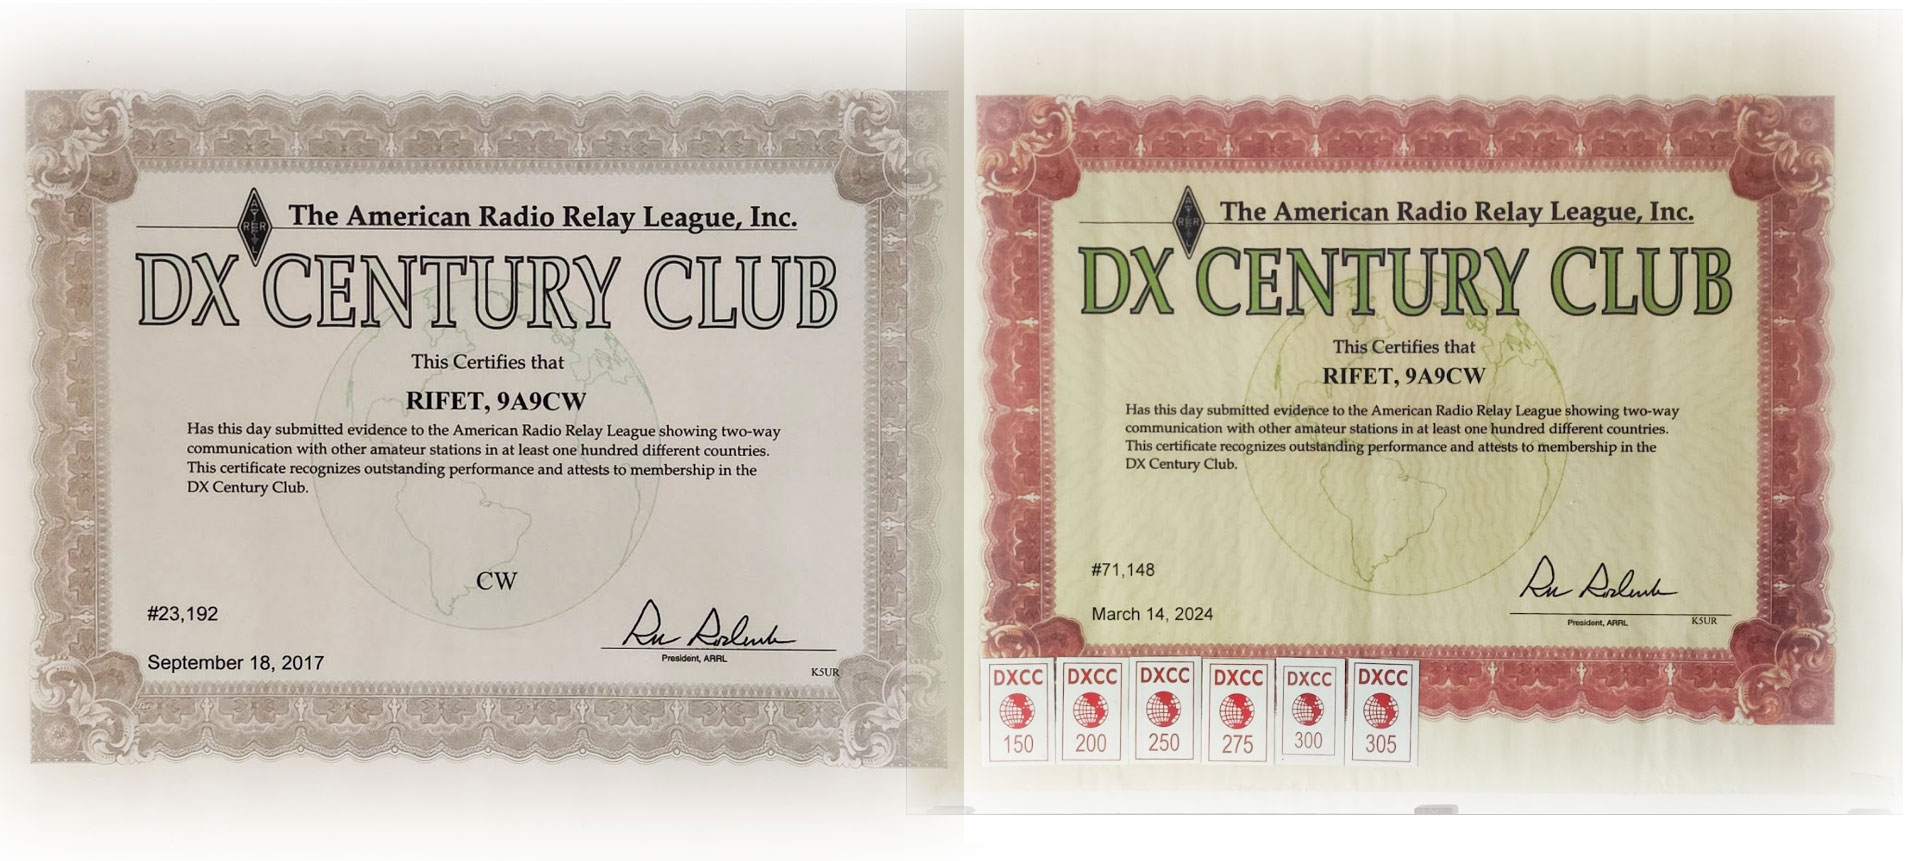 The American Radio Relay League, Inc.
DX CENTURY CLUB
This Certifies that
RIFET, 9A9CW
Has this day submitted evidence to the American Radio Relay League showing two-way
communication with other amateur stations in at least one hundred different countries.
This certificate recognizes outstanding performance and attests to membership in the
DX Century Club.
CW
#23,192
September 18, 2017
President, ARRL
K5UR
The American Radio Relay League, Inc.
DX CENTURY CLUB
This Certifies that
RIFET, 9A9CW
Has this day submitted evidence to the American Radio Relay League showing two-way
communication with other amateur stations in at least one hundred different countries.
This certificate recognizes outstanding performance and attests to membership in the
DX Century Club.
#71,148
March 14, 2024
President, ARRL
K5UR
DXCC
150
DXCC
200
DXCC
250
DXCC
275
DXCC
300
DXCC
305